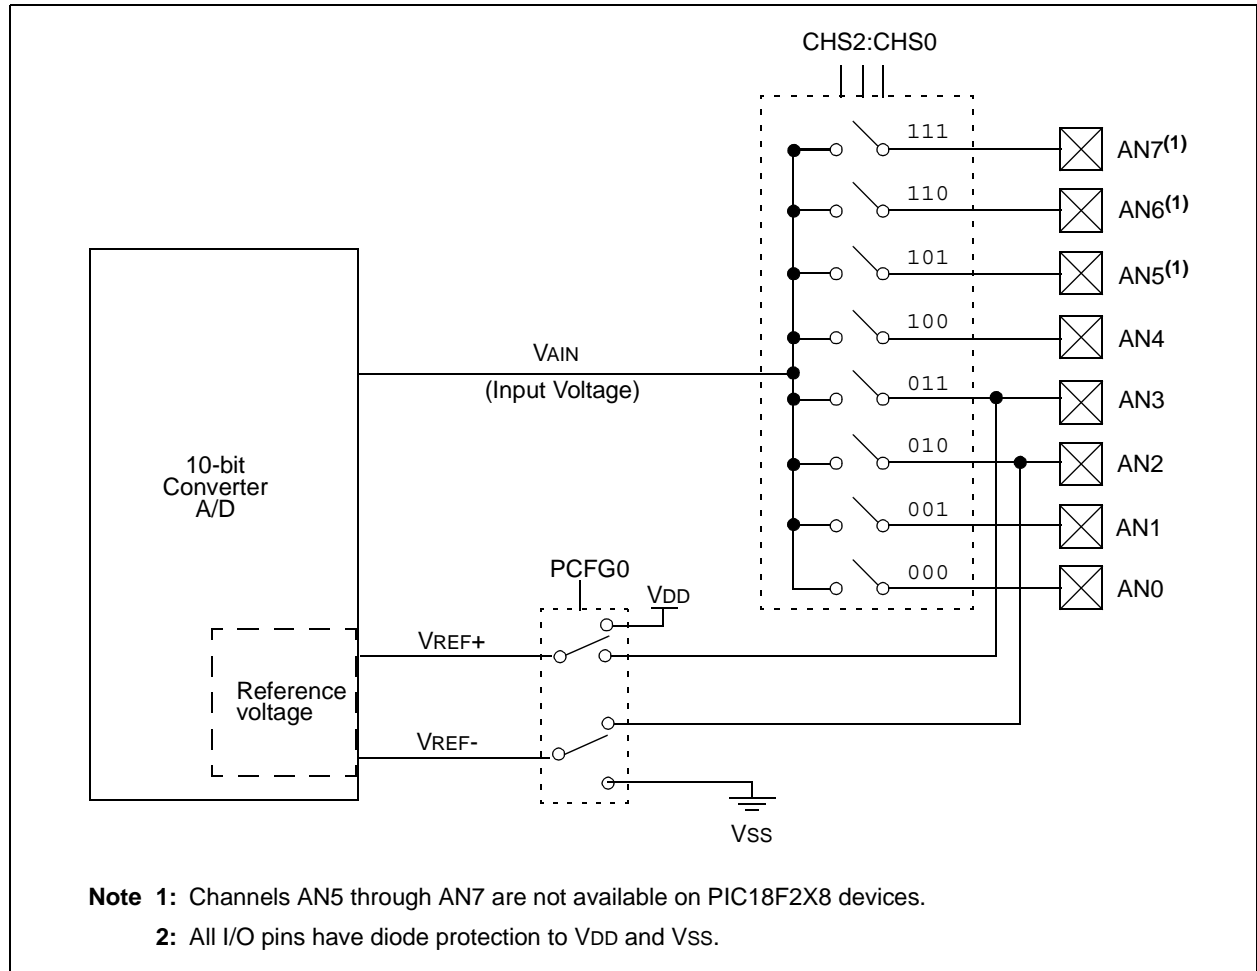 CHS2:CHS0
111
AN7(1)
110
AN6(1)
101
AN5(1)
100
AN4
VAIN
(Input Voltage)
011
AN3
010
AN2
10-bit
Converter
A/D
001
AN1
PCFG0
000
AN0
VDD
VREF+
Reference
voltage
VREF-
VSS
Note 1: Channels AN5 through AN7 are not available on PIC18F2X8 devices.
2: All I/O pins have diode protection to VDD and VSS.